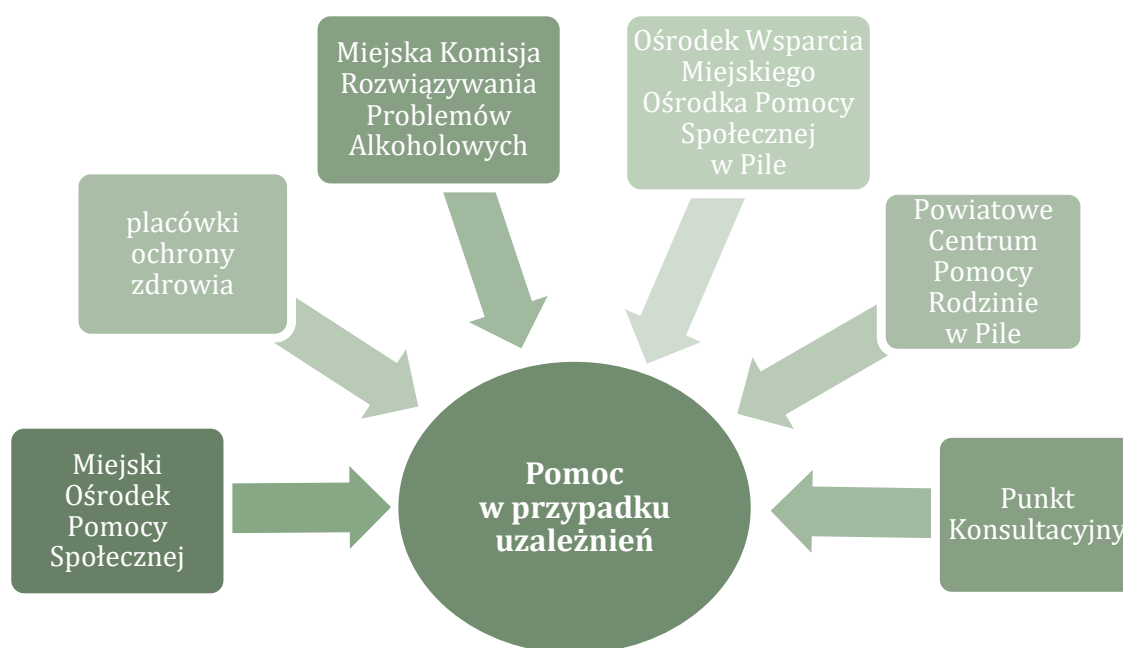 Miejska Komisja
Rozwiązywania
Problemów
Alkoholowych
Ośrodek Wsparcia
Miejskiego
Ośrodka Pomocy
Społecznej
w Pile
placówki
ochrony
zdrowia
Powiatowe
Centrum
Pomocy
Rodzinie
w Pile
Miejski
Ośrodek
Pomocy
Społecznej
Pomoc
w przypadku
uzależnień
Punkt
Konsultacyjny